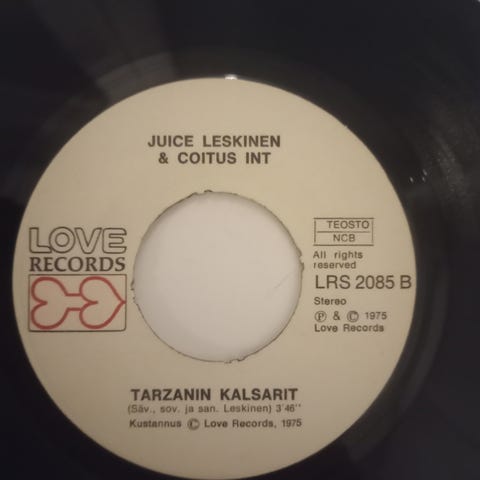 JUICE LESKINEN
& COITUS INT
LOVE
RECORDS
TEOSTO
NCB
All rights
reserved
LRS 2085 B
Stereo
Ⓟ & © 1975
Love Records
TARZANIN KALSARIT
(Säv., sov. ja san. Leskinen) 3'46''
Kustannus © Love Records, 1975